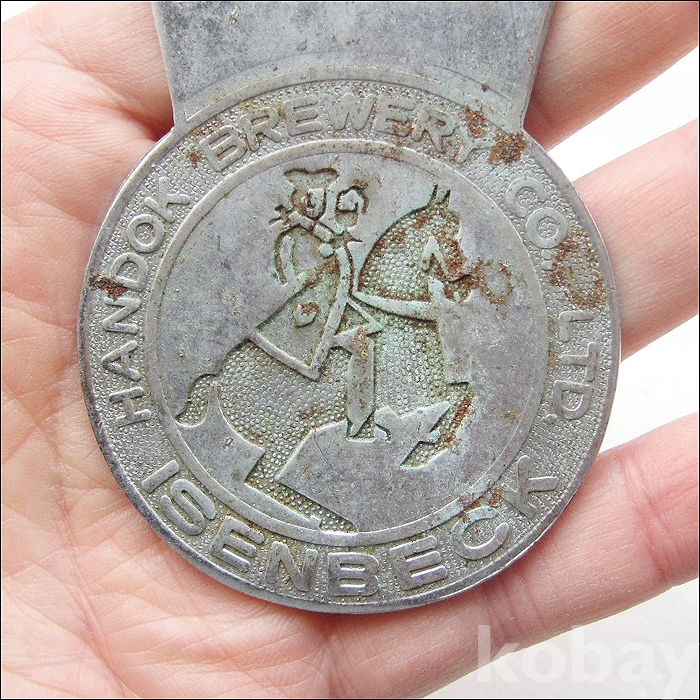 HANDOK BREWERY CO. LTD.
ISENBECK
kobay